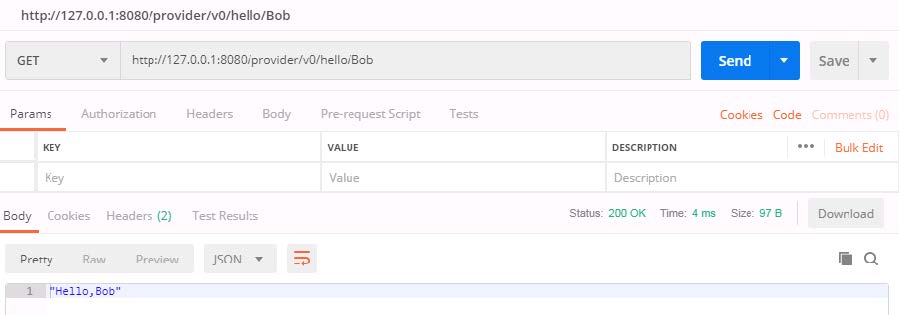 http://127.0.0.1:8080/provider/v0/hello/Bob
GET http://127.0.0.1:8080/provider/v0/hello/Bob Send Save
Params Authorization Headers Body Pre-request Script Tests Cookies Code Comments (0)
KEY VALUE DESCRIPTION ••• Bulk Edit
Key Value Description
Body Cookies Headers (2) Test Results Status: 200 OK Time: 4 ms Size: 97 B Download
Pretty Raw Preview JSON
1 "Hello,Bob"